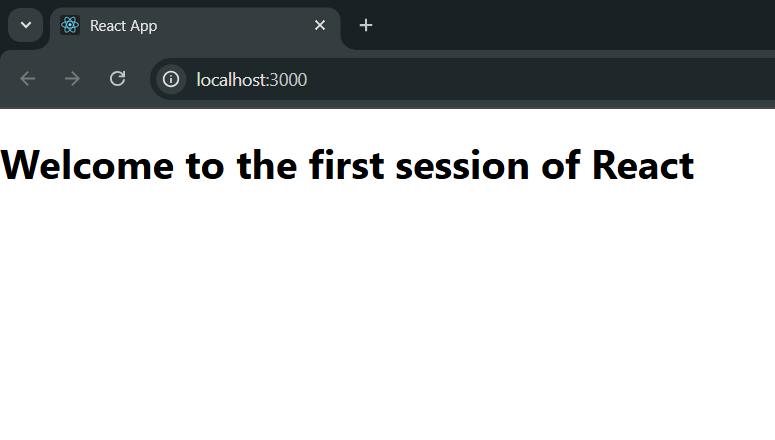 React App
localhost:3000
Welcome to the first session of React